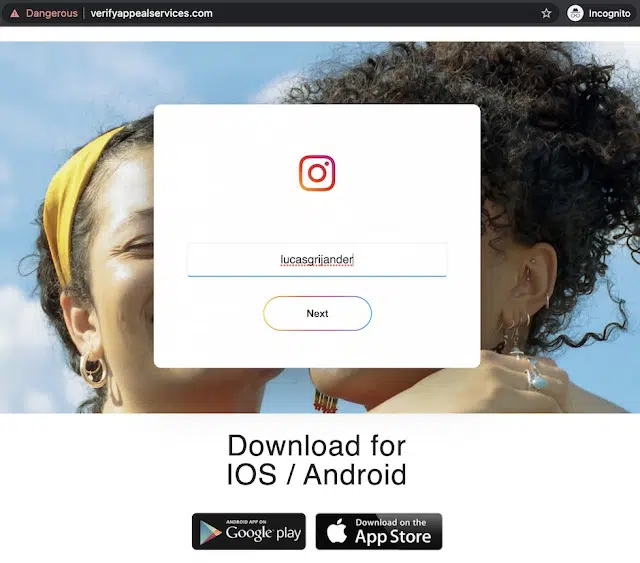 Dangerous verifyappealservices.com Incognito
lucasgrijander
Next
Download for
IOS / Android
ANDROID APP ON
Google play
Download on the
App Store